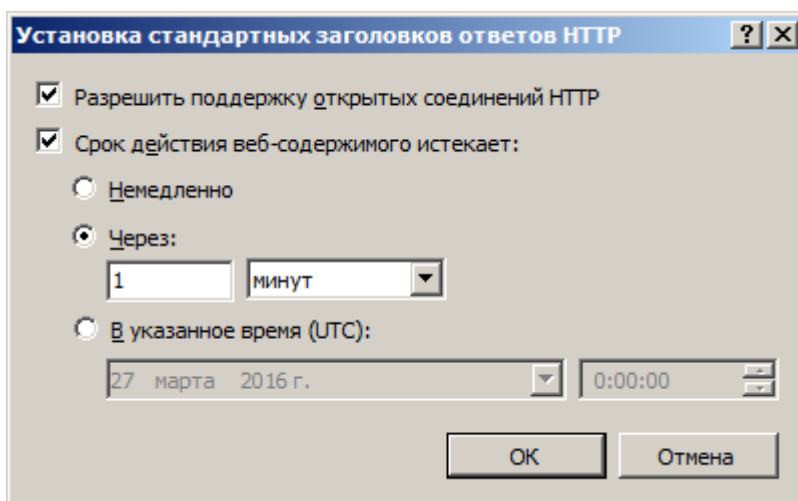 Установка стандартных заголовков ответов HTTP
Разрешить поддержку открытых соединений HTTP
Срок действия веб-содержимого истекает:
Немедленно
Через:
1 минут
В указанное время (UTC):
27 марта 2016 г. 0:00:00
ОК Отмена